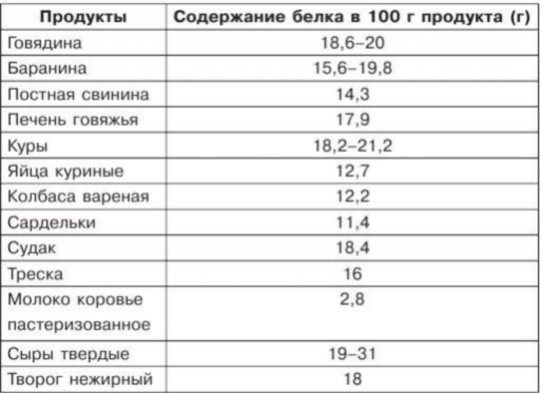 Продукты Содержание белка в 100 г продукта (г)
Говядина 18,6–20
Баранина 15,6–19,8
Постная свинина 14,3
Печень говяжья 17,9
Куры 18,2–21,2
Яйца куриные 12,7
Колбаса вареная 12,2
Сардельки 11,4
Судак 18,4
Треска 16
Молоко коровье 2,8
пастеризованное
Сыры твердые 19–31
Творог нежирный 18